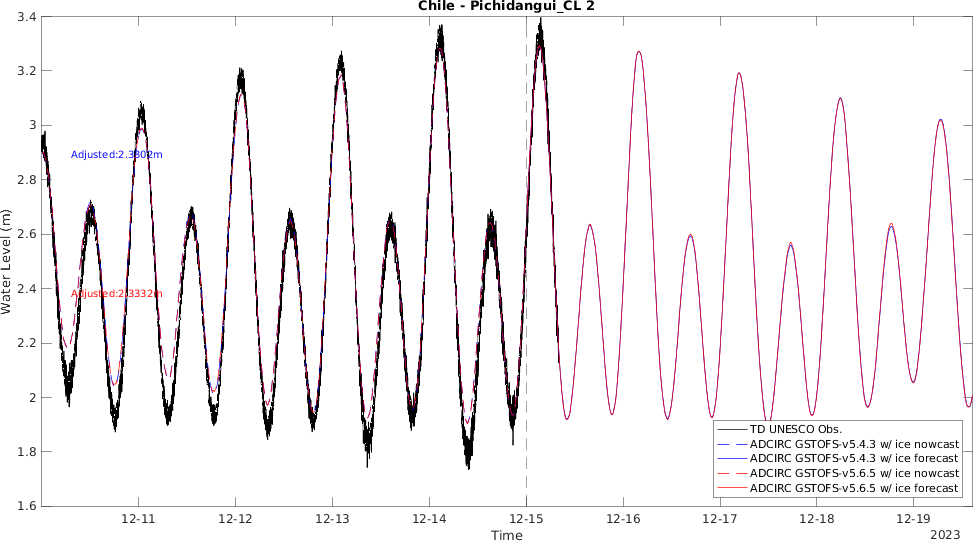 Chile - Pichidangui_CL 2
3.4
3.2
3
2.8
2.6
2.4
2.2
2
1.8
1.6
Water Level (m)
Adjusted:2.3302m
Adjusted:2.3332m
TD UNESCO Obs.
ADCIRC GSTOFS-v5.4.3 w/ ice nowcast
ADCIRC GSTOFS-v5.4.3 w/ ice forecast
ADCIRC GSTOFS-v5.6.5 w/ ice nowcast
ADCIRC GSTOFS-v5.6.5 w/ ice forecast
12-11 12-12 12-13 12-14 12-15 12-16 12-17 12-18 12-19
Time
2023